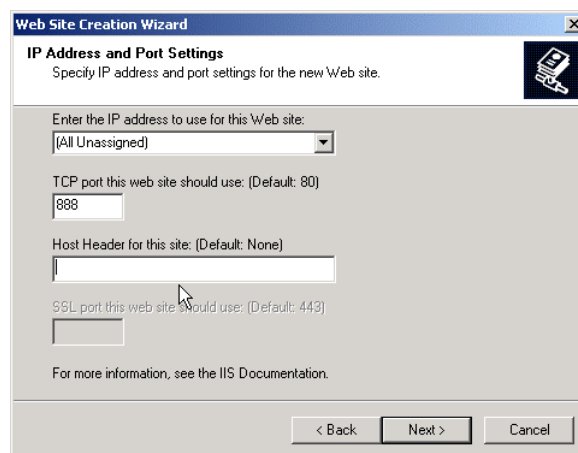 Web Site Creation Wizard
IP Address and Port Settings
Specify IP address and port settings for the new Web site.
Enter the IP address to use for this Web site:
(All Unassigned)
TCP port this web site should use: (Default: 80)
888
Host Header for this site: (Default: None)
SSL port this web site should use: (Default: 443)
For more information, see the IIS Documentation.
< Back Next > Cancel